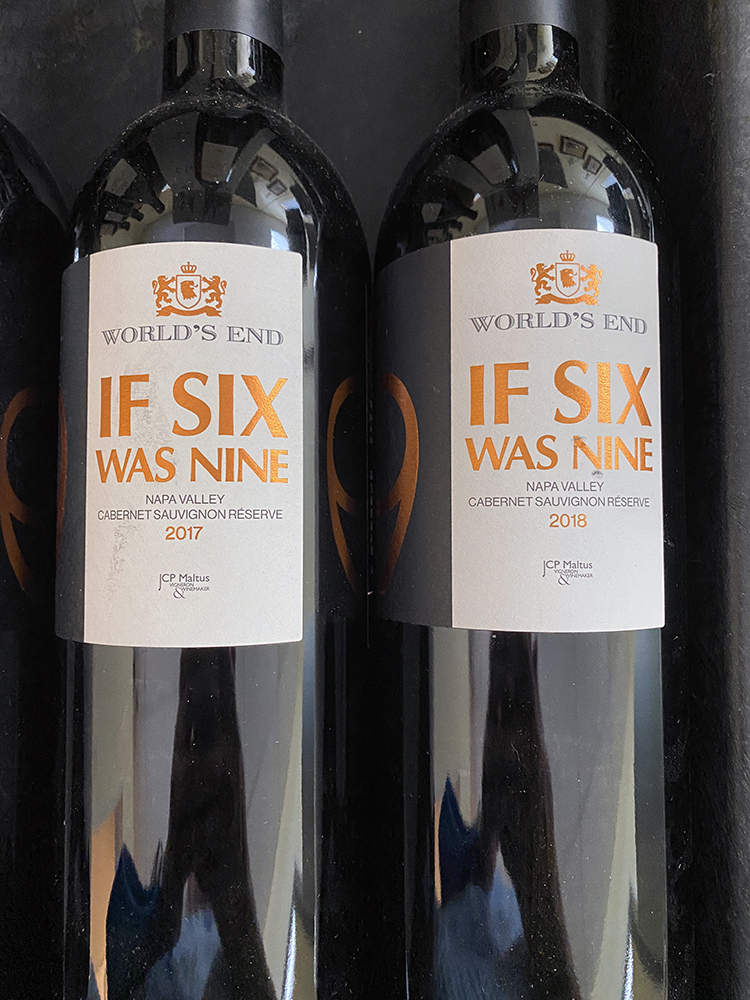 WORLD'S END
IF SIX
WAS NINE
NAPA VALLEY
CABERNET SAUVIGNON RÉSERVE
2017
JCP Maltus
VIGNERON
& WINEMAKER
9
WORLD'S END
IF SIX
WAS NINE
NAPA VALLEY
CABERNET SAUVIGNON RÉSERVE
2018
JCP Maltus
VIGNERON
& WINEMAKER